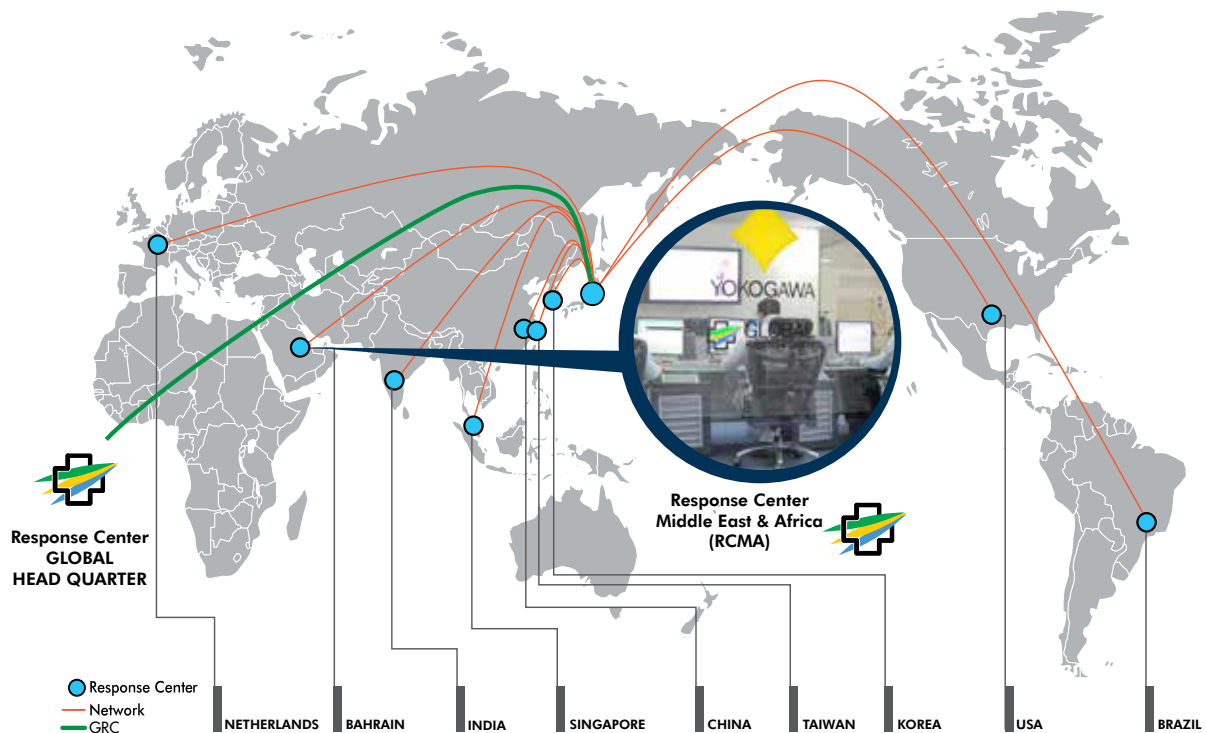 YOKOGAWA
GLOBAL
Response Center
Middle East & Africa
(RCMA)
Response Center
GLOBAL
HEAD QUARTER
Response Center
Network
GRC
NETHERLANDS
BAHRAIN
INDIA
SINGAPORE
CHINA
TAIWAN
KOREA
USA
BRAZIL